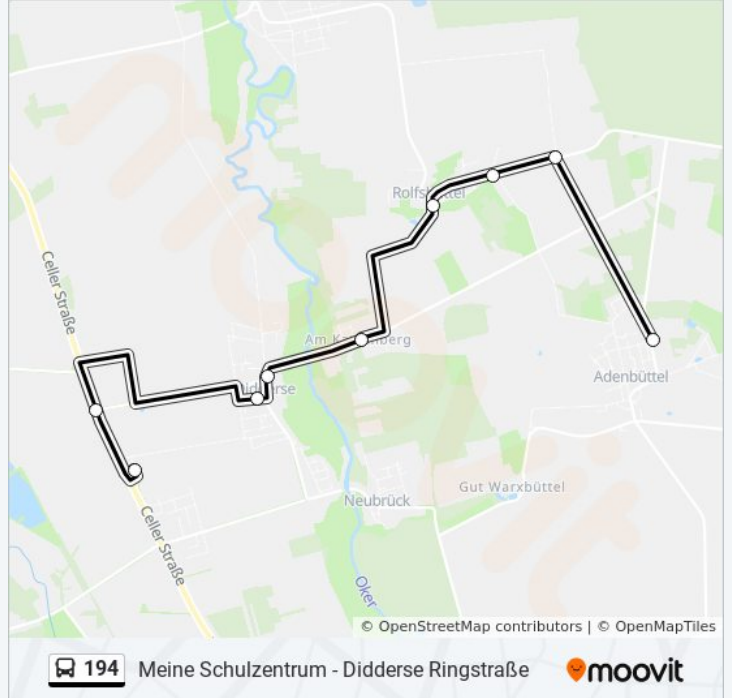 Rolfsbüttel
Celler Straße
Am Katzenberg
Didderse
Adenbüttel
Gut Warxbüttel
Neubrück
Celler Straße
Oker
© OpenStreetMap contributors | © OpenMapTiles
194 Meine Schulzentrum - Didderse Ringstraße moovit